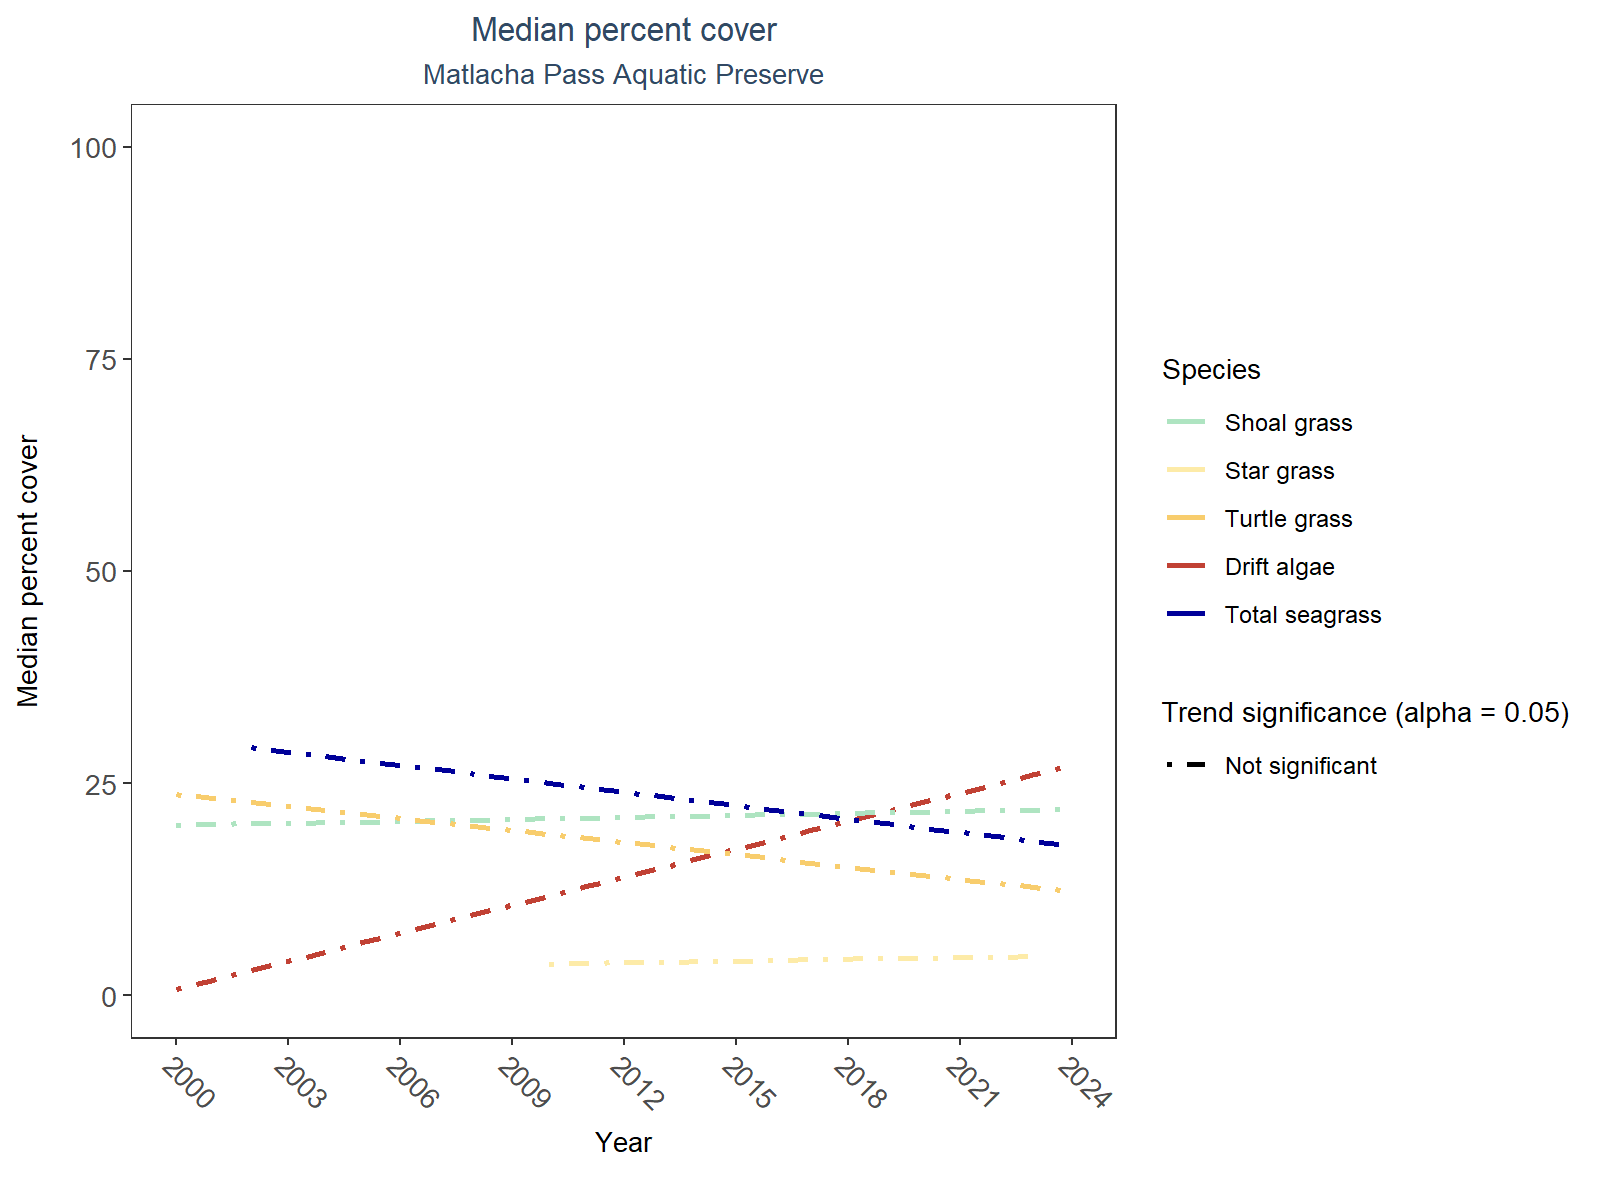 Median percent cover
Matlacha Pass Aquatic Preserve
Median percent cover
100
75
50
25
0
2000
2003
2006
2009
2012
2015
2018
2021
2024
Year
Species
Shoal grass
Star grass
Turtle grass
Drift algae
Total seagrass
Trend significance (alpha = 0.05)
Not significant